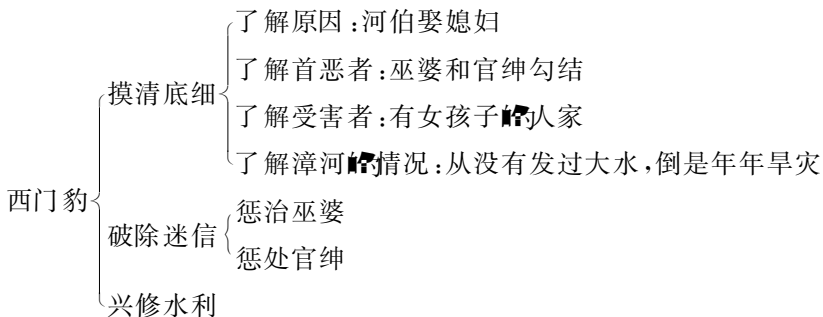 了解原因:河伯娶媳妇
了解首恶者:巫婆和官绅勾结
摸清底细
了解受害者:有女孩子的人家
了解漳河的情况:从没有发过大水,倒是年年旱灾
西门豹
惩治巫婆
破除迷信
惩处官绅
兴修水利